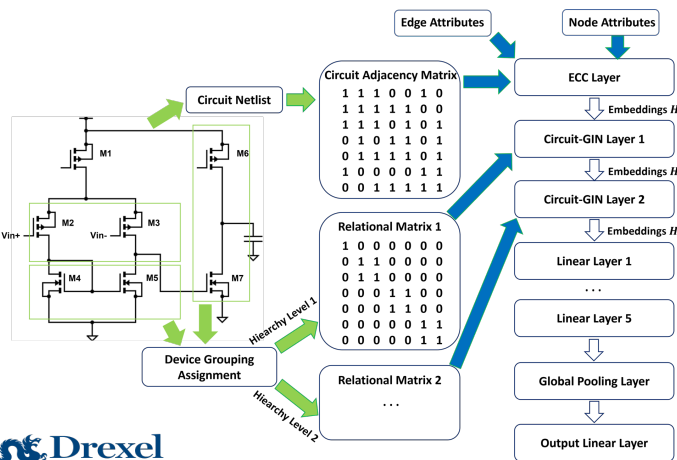 Edge Attributes
Node Attributes
Circuit Netlist
Circuit Adjacency Matrix
1 1 1 0 0 1 0
1 1 1 1 1 0 0
1 1 1 0 1 0 1
0 1 0 1 1 0 1
0 1 1 1 1 0 1
1 0 0 0 0 1 1
0 0 1 1 1 1 1
ECC Layer
Embeddings H
Circuit-GIN Layer 1
Embeddings H
Circuit-GIN Layer 2
Embeddings H
Linear Layer 1
. . .
Linear Layer 5
Global Pooling Layer
Output Linear Layer
M1
M6
M2
M3
Vin+
Vin-
M4
M5
M7
Relational Matrix 1
1 0 0 0 0 0 0
0 1 1 0 0 0 0
0 1 1 0 0 0 0
0 0 0 1 1 0 0
0 0 0 1 1 0 0
0 0 0 0 0 1 1
0 0 0 0 0 1 1
Hiearchy Level 1
Device Grouping
Assignment
Hiearchy Level 2
Relational Matrix 2
. . .
Drexel